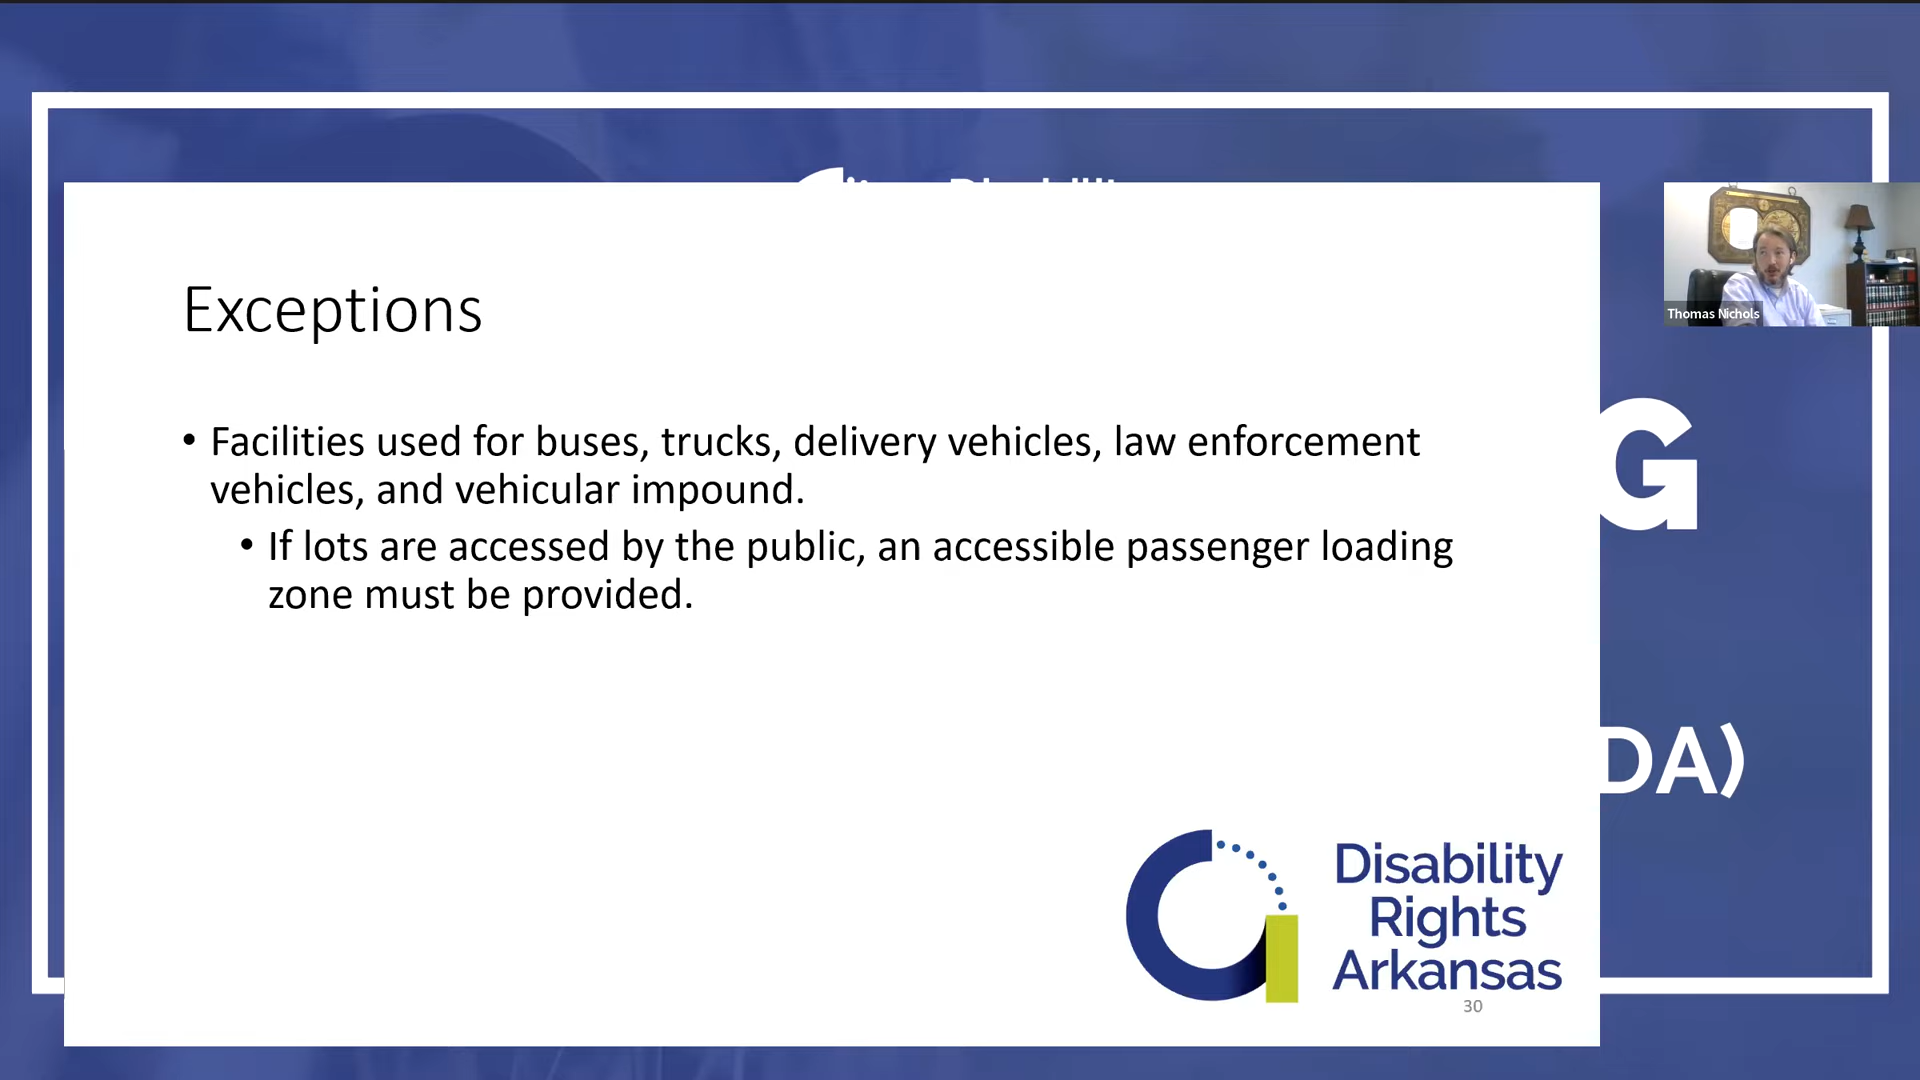 Exceptions
• Facilities used for buses, trucks, delivery vehicles, law enforcement
vehicles, and vehicular impound.
• If lots are accessed by the public, an accessible passenger loading
zone must be provided.
Disability
Rights
Arkansas
30
Thomas Nichols
G
DA)